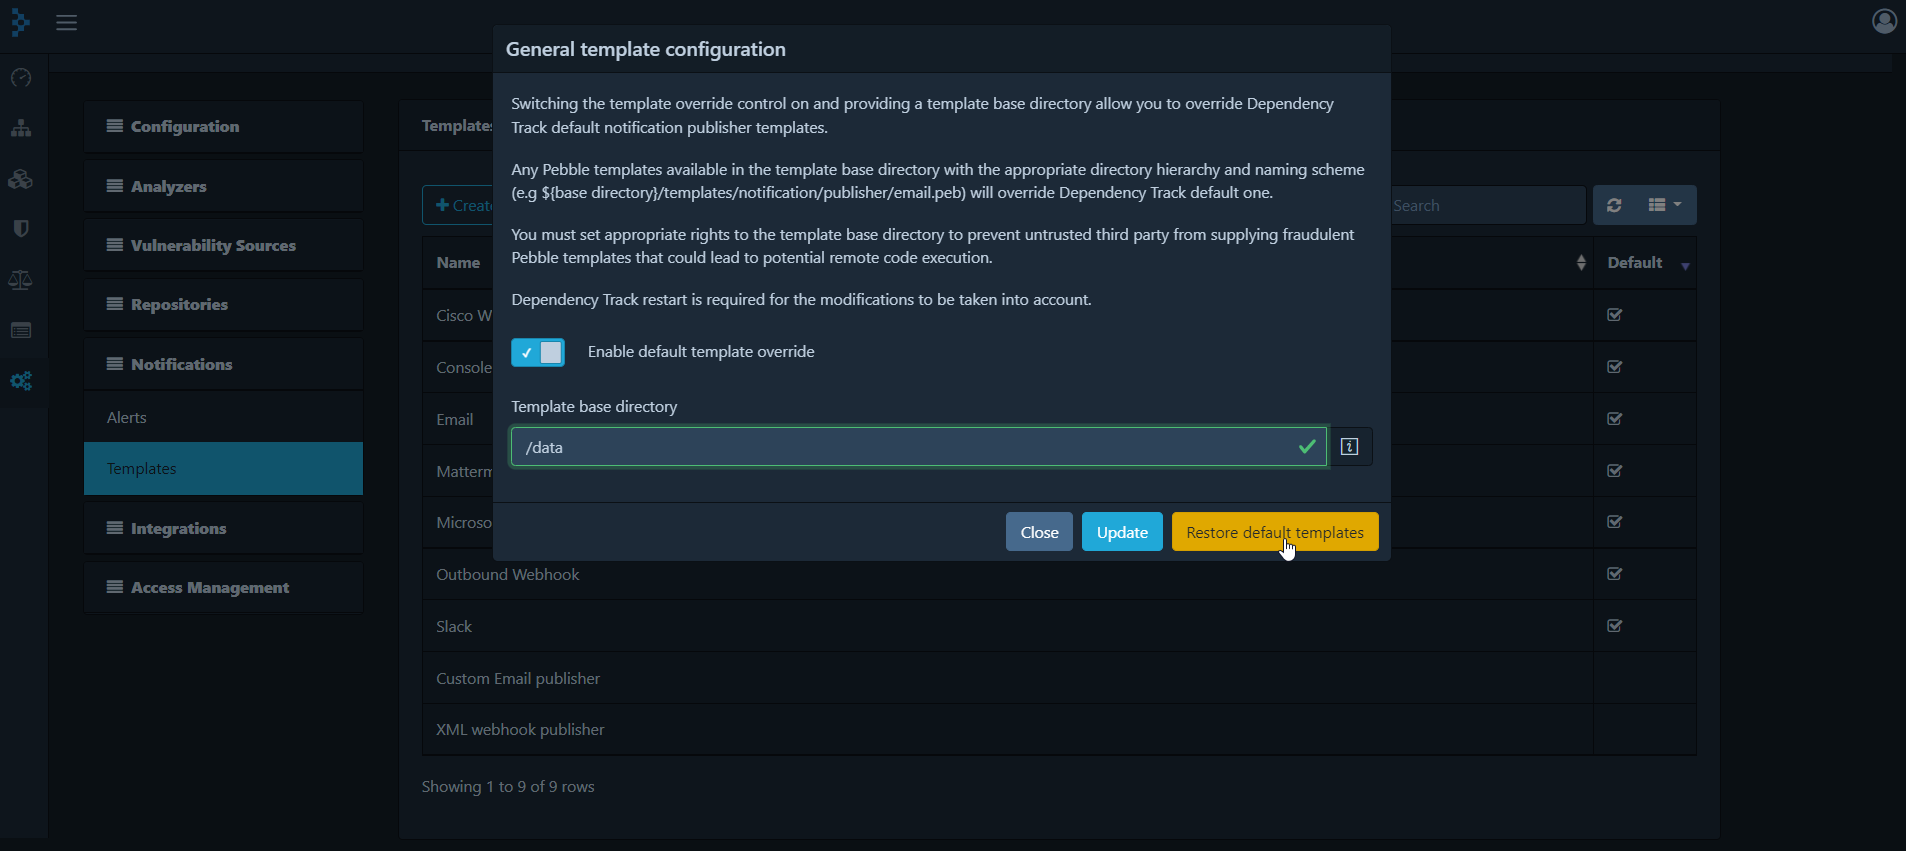 General template configuration
Switching the template override control on and providing a template base directory allow you to override Dependency
Track default notification publisher templates.
Any Pebble templates available in the template base directory with the appropriate directory hierarchy and naming scheme
(e.g ${base directory}/templates/notification/publisher/email.peb) will override Dependency Track default one.
You must set appropriate rights to the template base directory to prevent untrusted third party from supplying fraudulent
Pebble templates that could lead to potential remote code execution.
Dependency Track restart is required for the modifications to be taken into account.
Enable default template override
Template base directory
/data
Close
Update
Restore default templates
Configuration
Analyzers
Vulnerability Sources
Repositories
Notifications
Alerts
Templates
Integrations
Access Management
Templates
Create
Search
Name
Default
Cisco W
Console
Email
Matterm
Microso
Outbound Webhook
Slack
Custom Email publisher
XML webhook publisher
Showing 1 to 9 of 9 rows